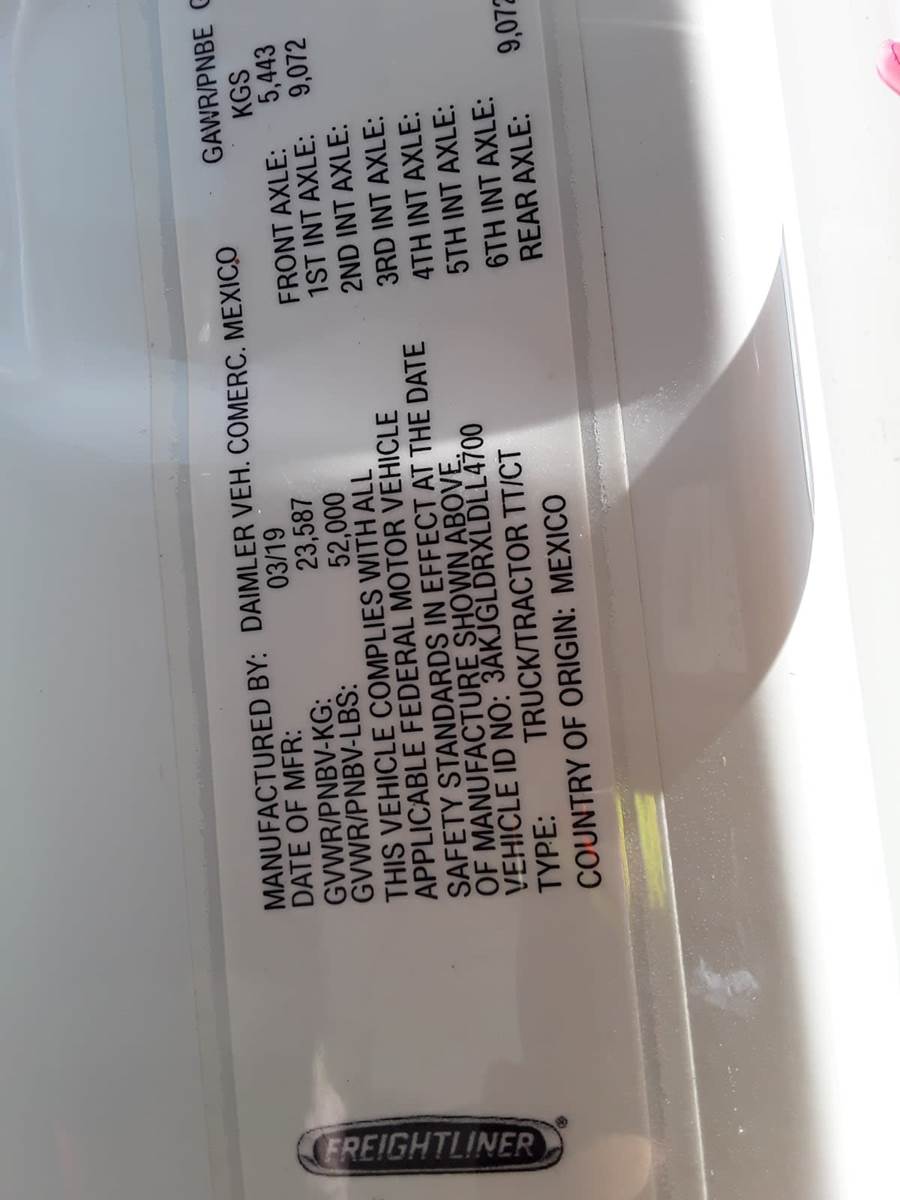 MANUFACTURED BY: DAIMLER VEH. COMERC. MEXICO
DATE OF MFR: 03/19
GVWR/PNBV-KG: 23,587
GVWR/PNBV-LBS: 52,000
THIS VEHICLE COMPLIES WITH ALL
APPLICABLE FEDERAL MOTOR VEHICLE
SAFETY STANDARDS IN EFFECT AT THE DATE
OF MANUFACTURE SHOWN ABOVE.
VEHICLE ID NO: 3AKJGLDRXLDLL4700
TYPE: TRUCK/TRACTOR TT/CT
COUNTRY OF ORIGIN: MEXICO
GAWR/PNBE
KGS
FRONT AXLE: 5,443
1ST INT AXLE: 9,072
2ND INT AXLE:
3RD INT AXLE:
4TH INT AXLE:
5TH INT AXLE:
6TH INT AXLE:
REAR AXLE: 9,072
FREIGHTLINER®